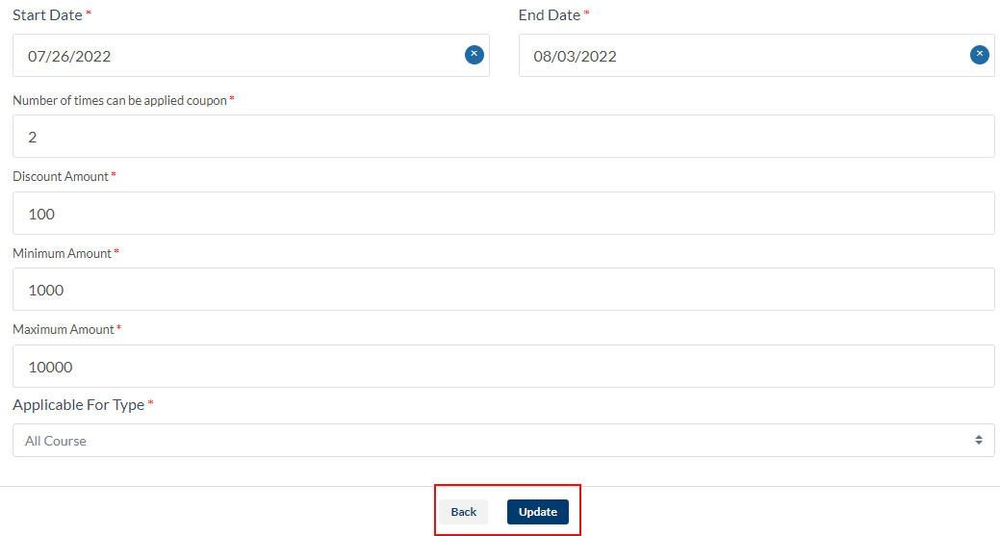 Start Date *
End Date *
07/26/2022
08/03/2022
Number of times can be applied coupon *
2
Discount Amount *
100
Minimum Amount *
1000
Maximum Amount *
10000
Applicable For Type *
All Course
Back
Update